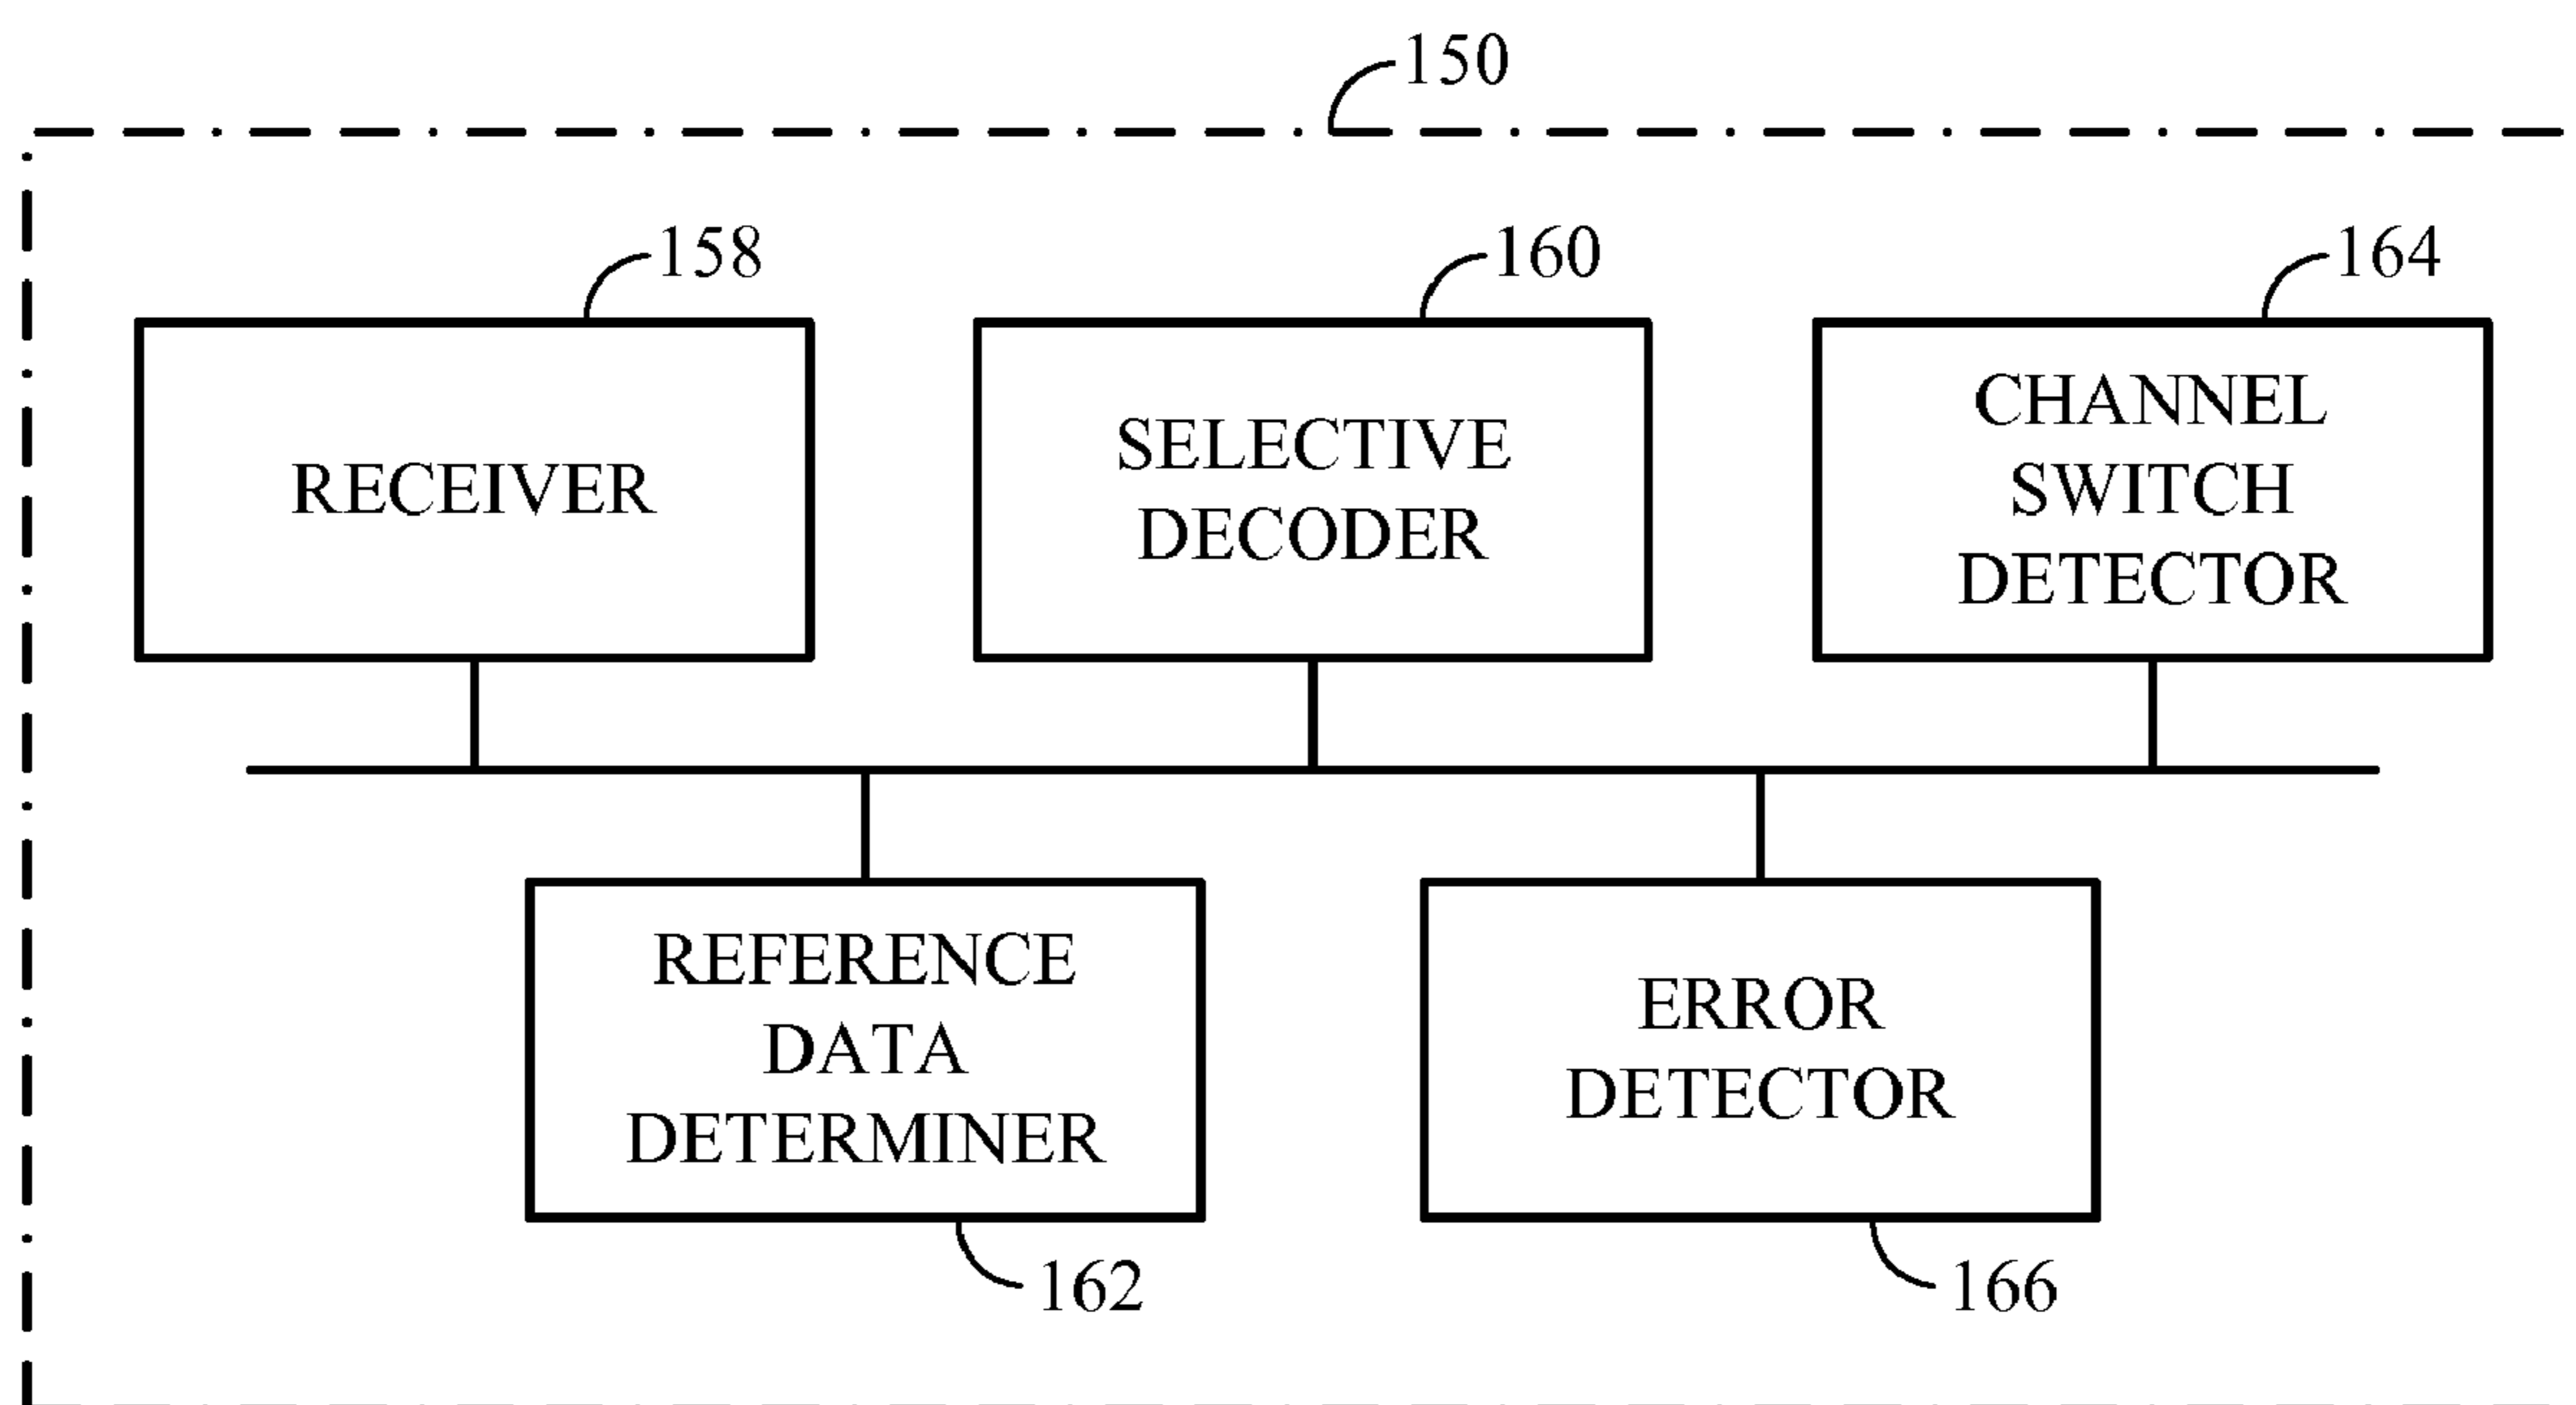 150
158
160
164
RECEIVER
SELECTIVE
DECODER
CHANNEL
SWITCH
DETECTOR
REFERENCE
DATA
DETERMINER
ERROR
DETECTOR
162
166